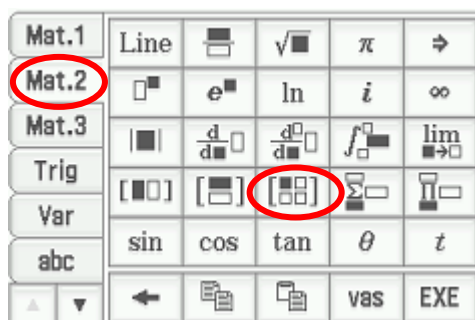 Mat.1
Mat.2
Mat.3
Trig
Var
abc
▲ ▼
Line ▬/■ √■ π ⇒
□^■ e^■ ln i ∞
|■| d/d■□ d^□/d■^□□ ∫□■ lim■→□
[■□] [■/□] [■□/□□] Σ□ Π□
sin cos tan θ t
← vas EXE